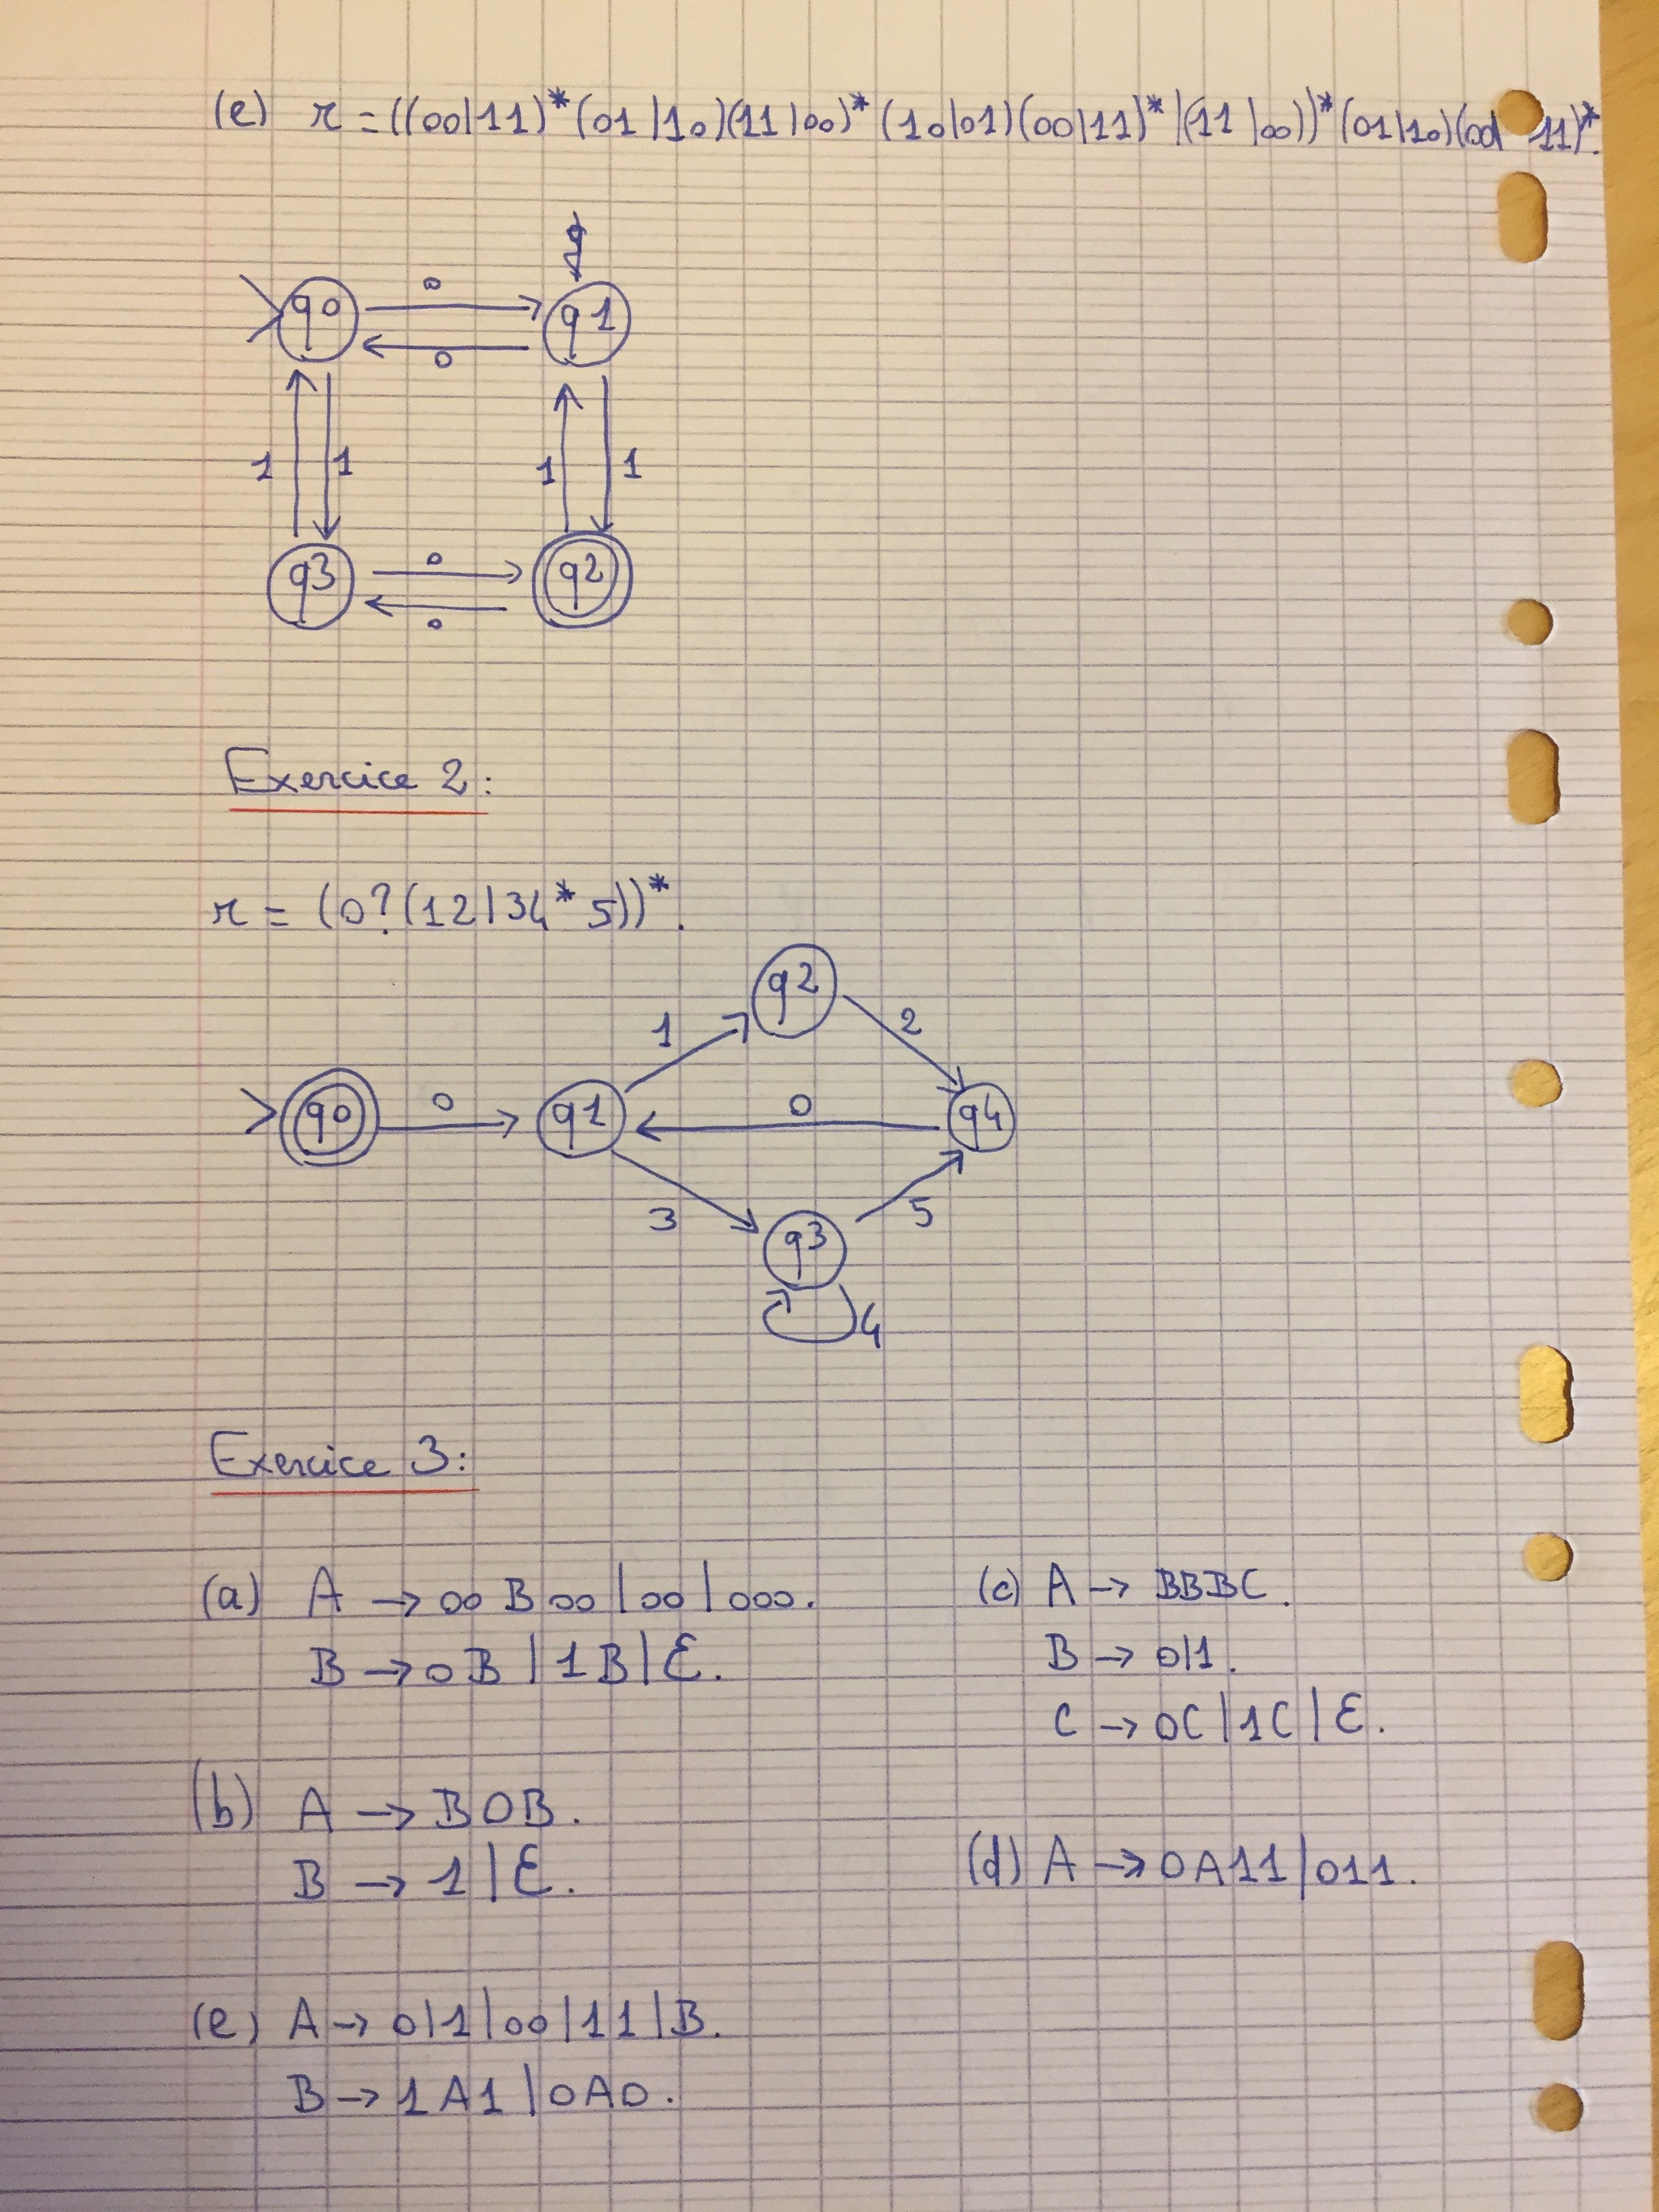 (e) r = ((00|11)*(01|10)(11|00)*(10|01)(00|11)*|(11|00))*(01|10)(00 11)*.
q0 0 q1
0
1 1 1 1
q3 0 q2
0
Exercice 2:
r = (0?(12|34*5))*.
q2
1 2
q0 0 q1 0 q4
3 5
q3
4
Exercice 3:
(a) A → 00B00|00|000.
B → 0B|1B|ε.
(c) A → BBBC.
B → 0|1.
C → 0C|1C|ε.
(b) A → B0B.
B → 1|ε.
(d) A → 0A11|011.
(e) A → 0|1|00|11|B.
B → 1A1|0A0.